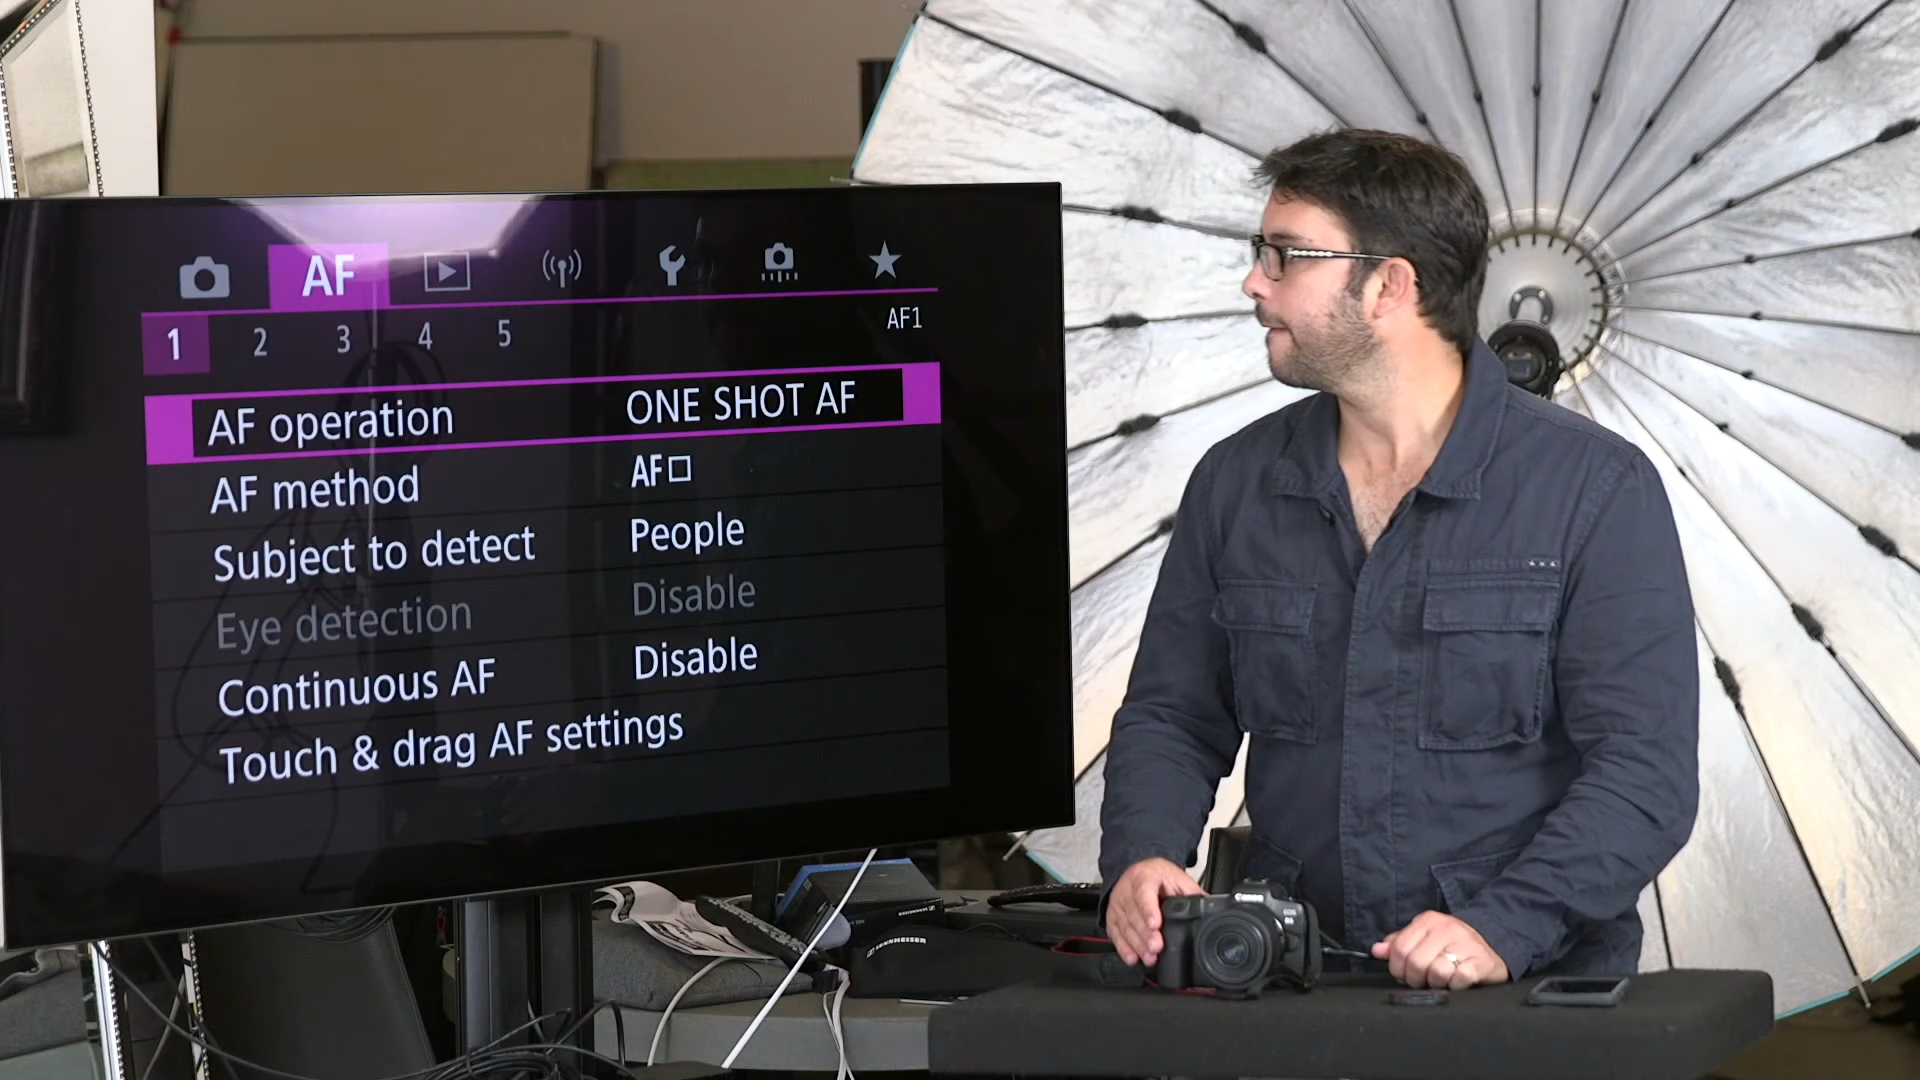 AF
1 2 3 4 5 AF1
AF operation ONE SHOT AF
AF method AF
Subject to detect People
Eye detection Disable
Continuous AF Disable
Touch & drag AF settings
Canon
EOS
SENNHEISER